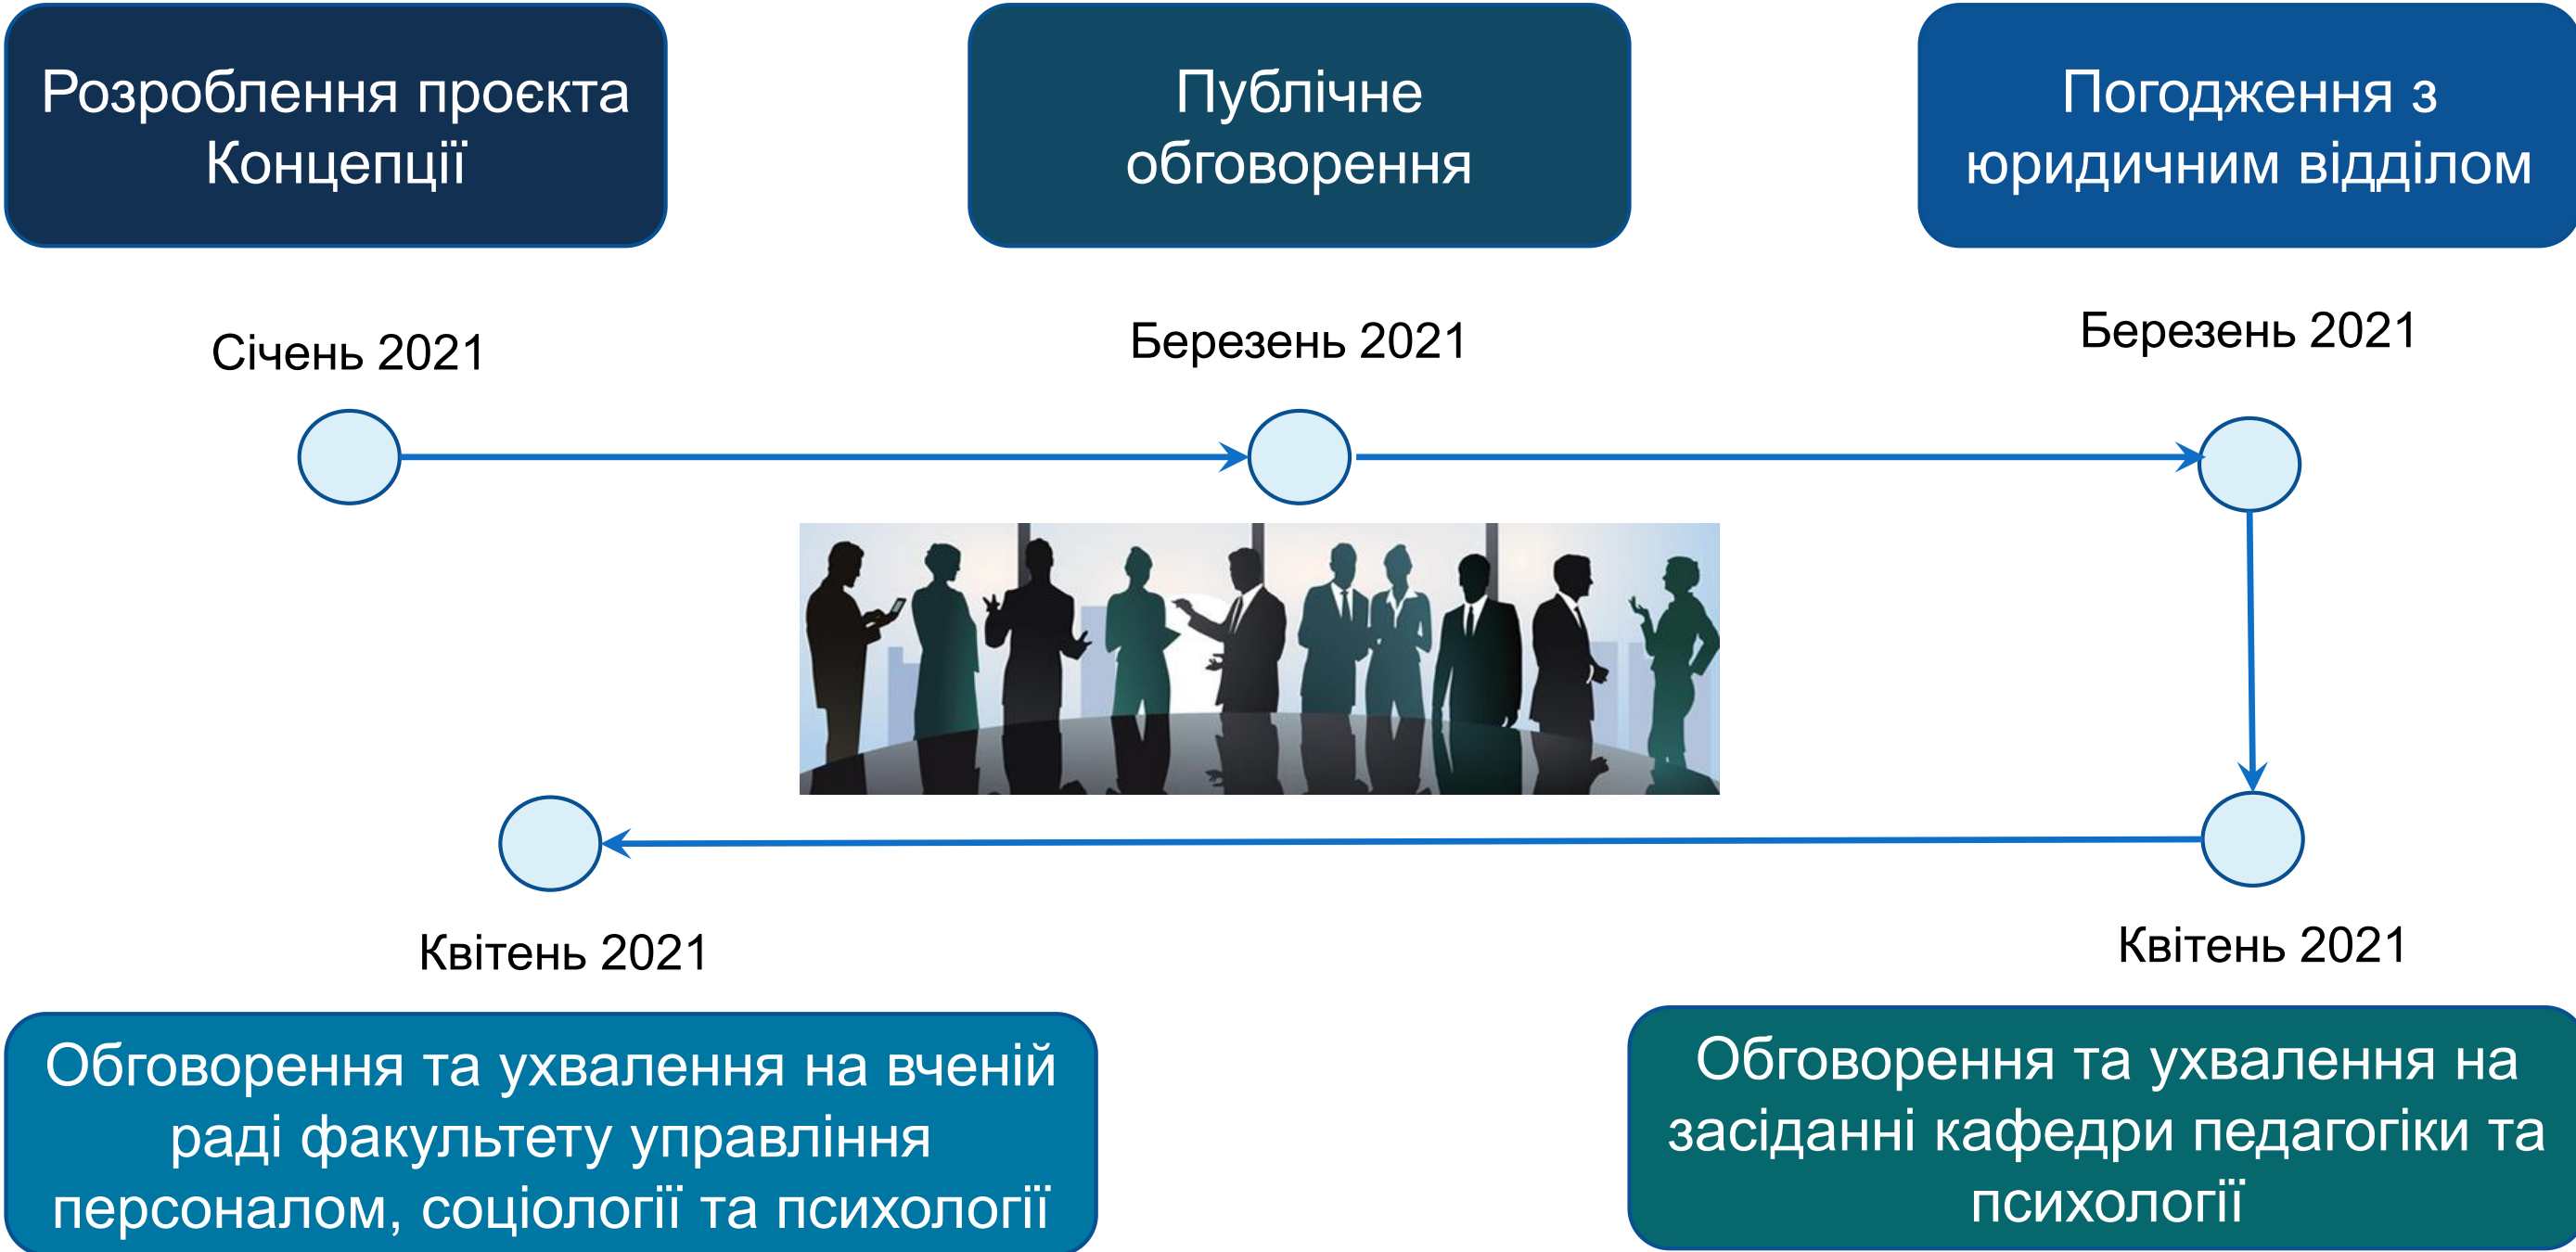 Розроблення проєкта
Концепції
Публічне
обговорення
Погодження з
юридичним відділом
Січень 2021
Березень 2021
Березень 2021
Квітень 2021
Квітень 2021
Обговорення та ухвалення на вченій
раді факультету управління
персоналом, соціології та психології
Обговорення та ухвалення на
засіданні кафедри педагогіки та
психології